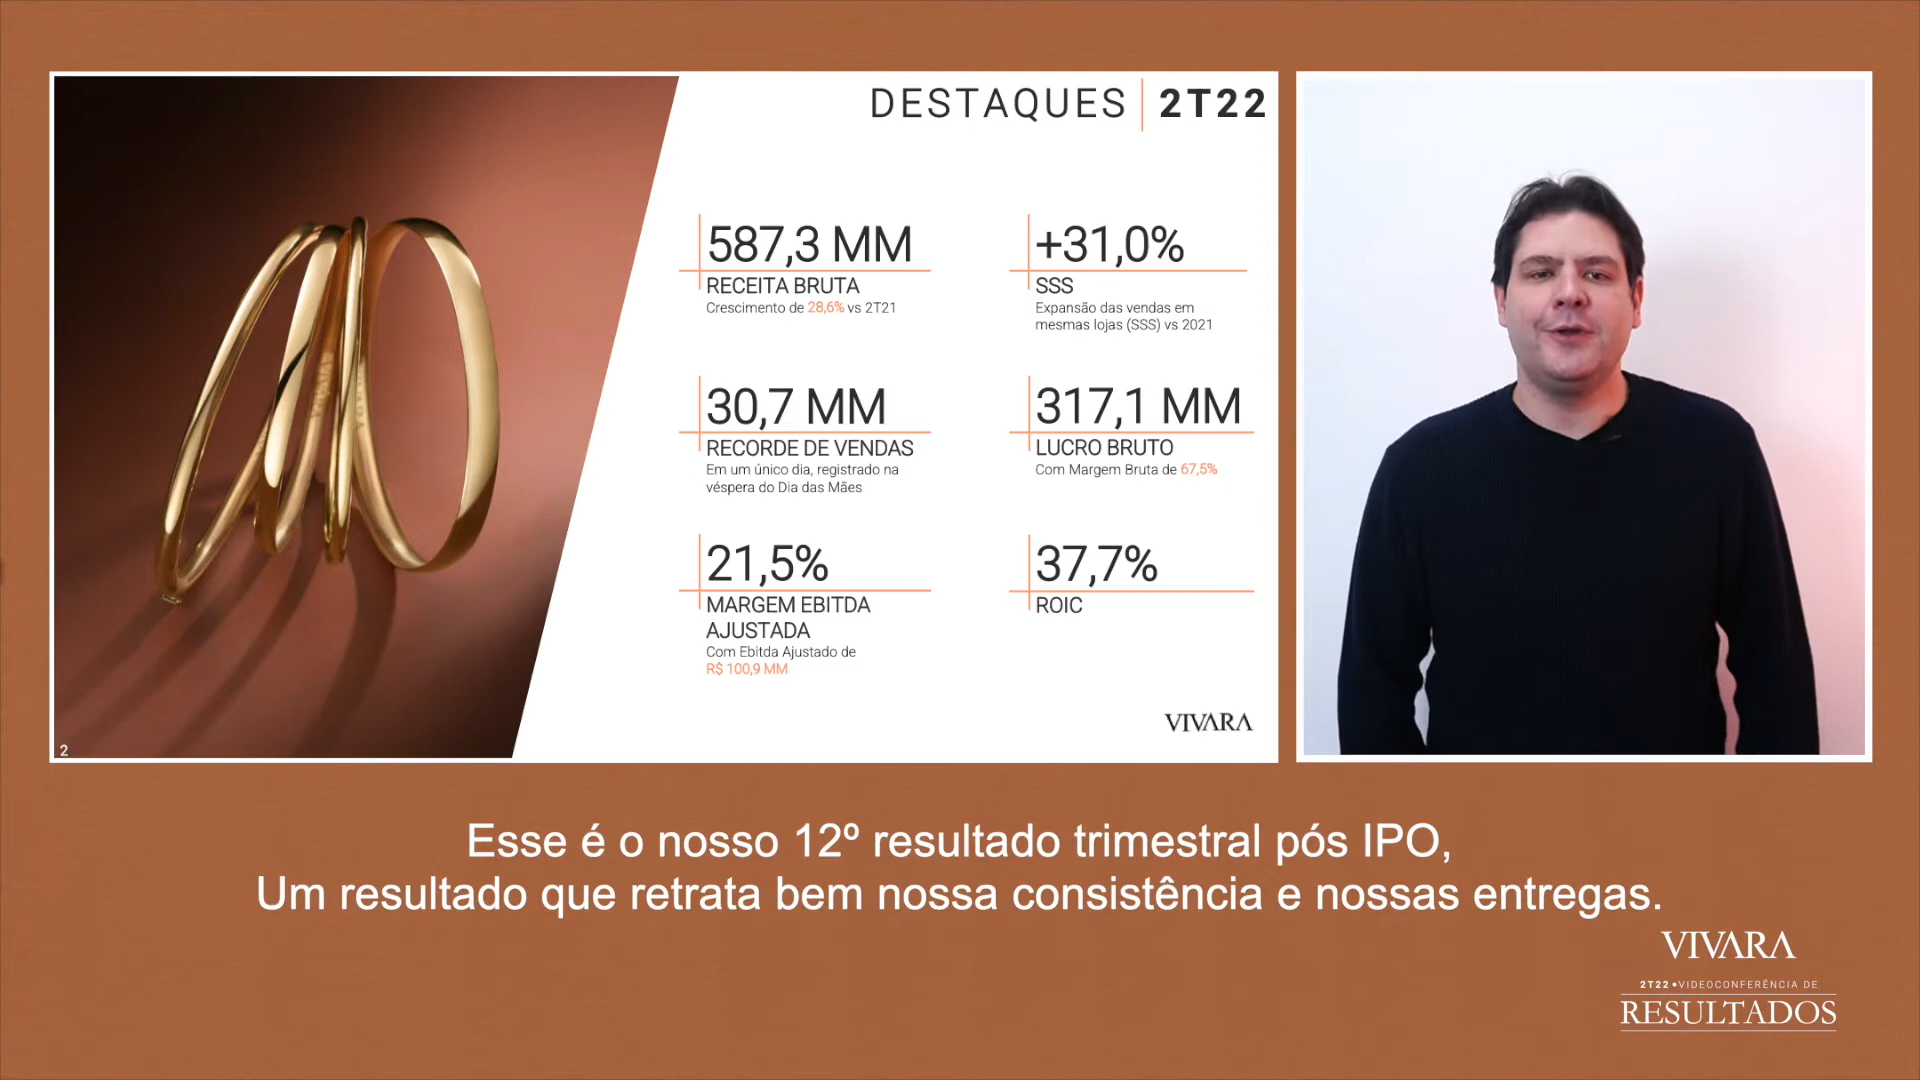 DESTAQUES | 2T22
587,3 MM
RECEITA BRUTA
Crescimento de 28,6% vs 2T21
+31,0%
SSS
Expansão das vendas em
mesmas lojas (SSS) vs 2021
30,7 MM
RECORDE DE VENDAS
Em um único dia, registrado na
véspera do Dia das Mães
317,1 MM
LUCRO BRUTO
Com Margem Bruta de 67,5%
21,5%
MARGEM EBITDA
AJUSTADA
Com Ebitda Ajustado de
R$ 100,9 MM
37,7%
ROIC
VIVARA
2
Esse é o nosso 12º resultado trimestral pós IPO,
Um resultado que retrata bem nossa consistência e nossas entregas.
VIVARA
2T22 • VIDEOCONFERÊNCIA DE
RESULTADOS